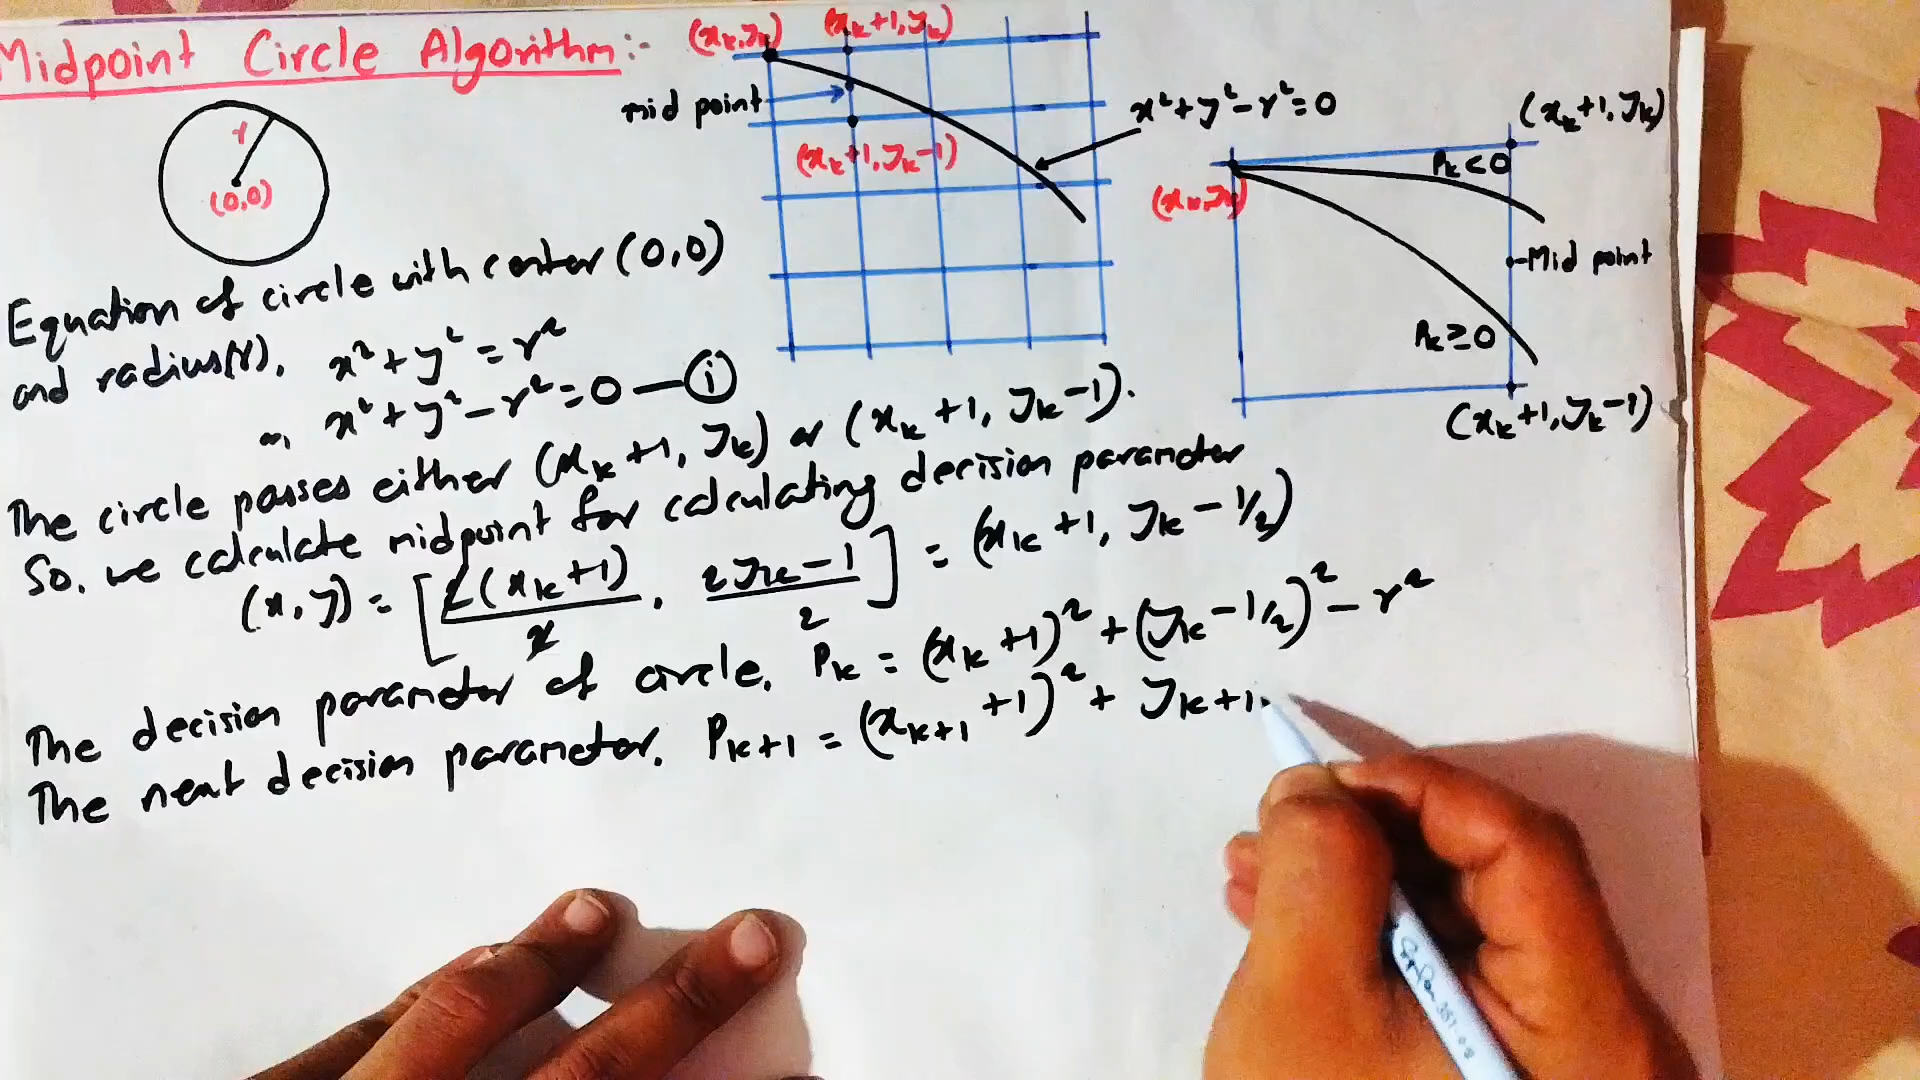 Midpoint Circle Algorithm:-
r
(0,0)
(xₖ,yₖ)
(xₖ+1,yₖ)
mid point
(xₖ+1,yₖ-1)
x²+y²-r²=0
(xₖ+1,yₖ)
Pₖ<0
(xₖ,yₖ)
Mid point
Pₖ≥0
(xₖ+1,yₖ-1)
Equation of circle with center (0,0)
and radius(r), x²+y²=r²
or, x²+y²-r²=0 — (i)
The circle passes either (xₖ+1, yₖ) or (xₖ+1, yₖ-1).
So, we calculate midpoint for calculating decision parameter
(x,y) = [2(xₖ+1)/2, 2yₖ-1/2] = (xₖ+1, yₖ-1/2)
The decision parameter of circle, Pₖ = (xₖ+1)²+(yₖ-1/2)²-r²
The next decision parameter, Pₖ₊₁ = (xₖ₊₁+1)²+ yₖ+1